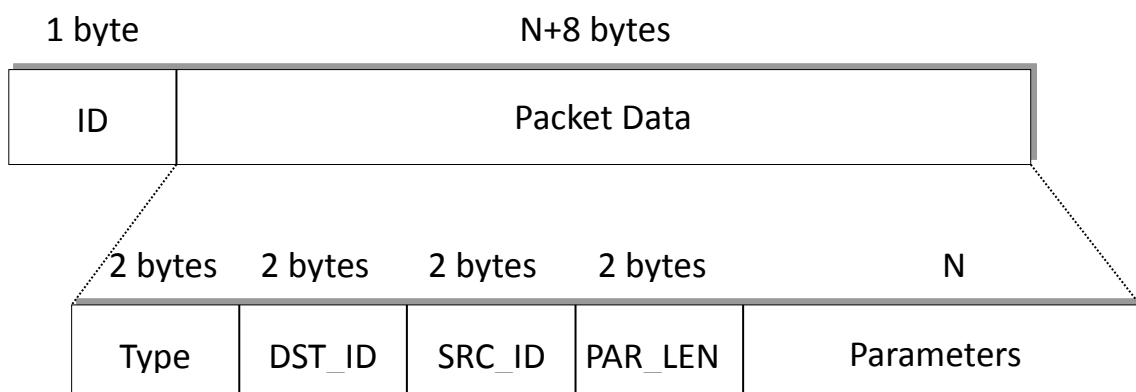 1 byte N+8 bytes
ID Packet Data
2 bytes 2 bytes 2 bytes 2 bytes N
Type DST_ID SRC_ID PAR_LEN Parameters